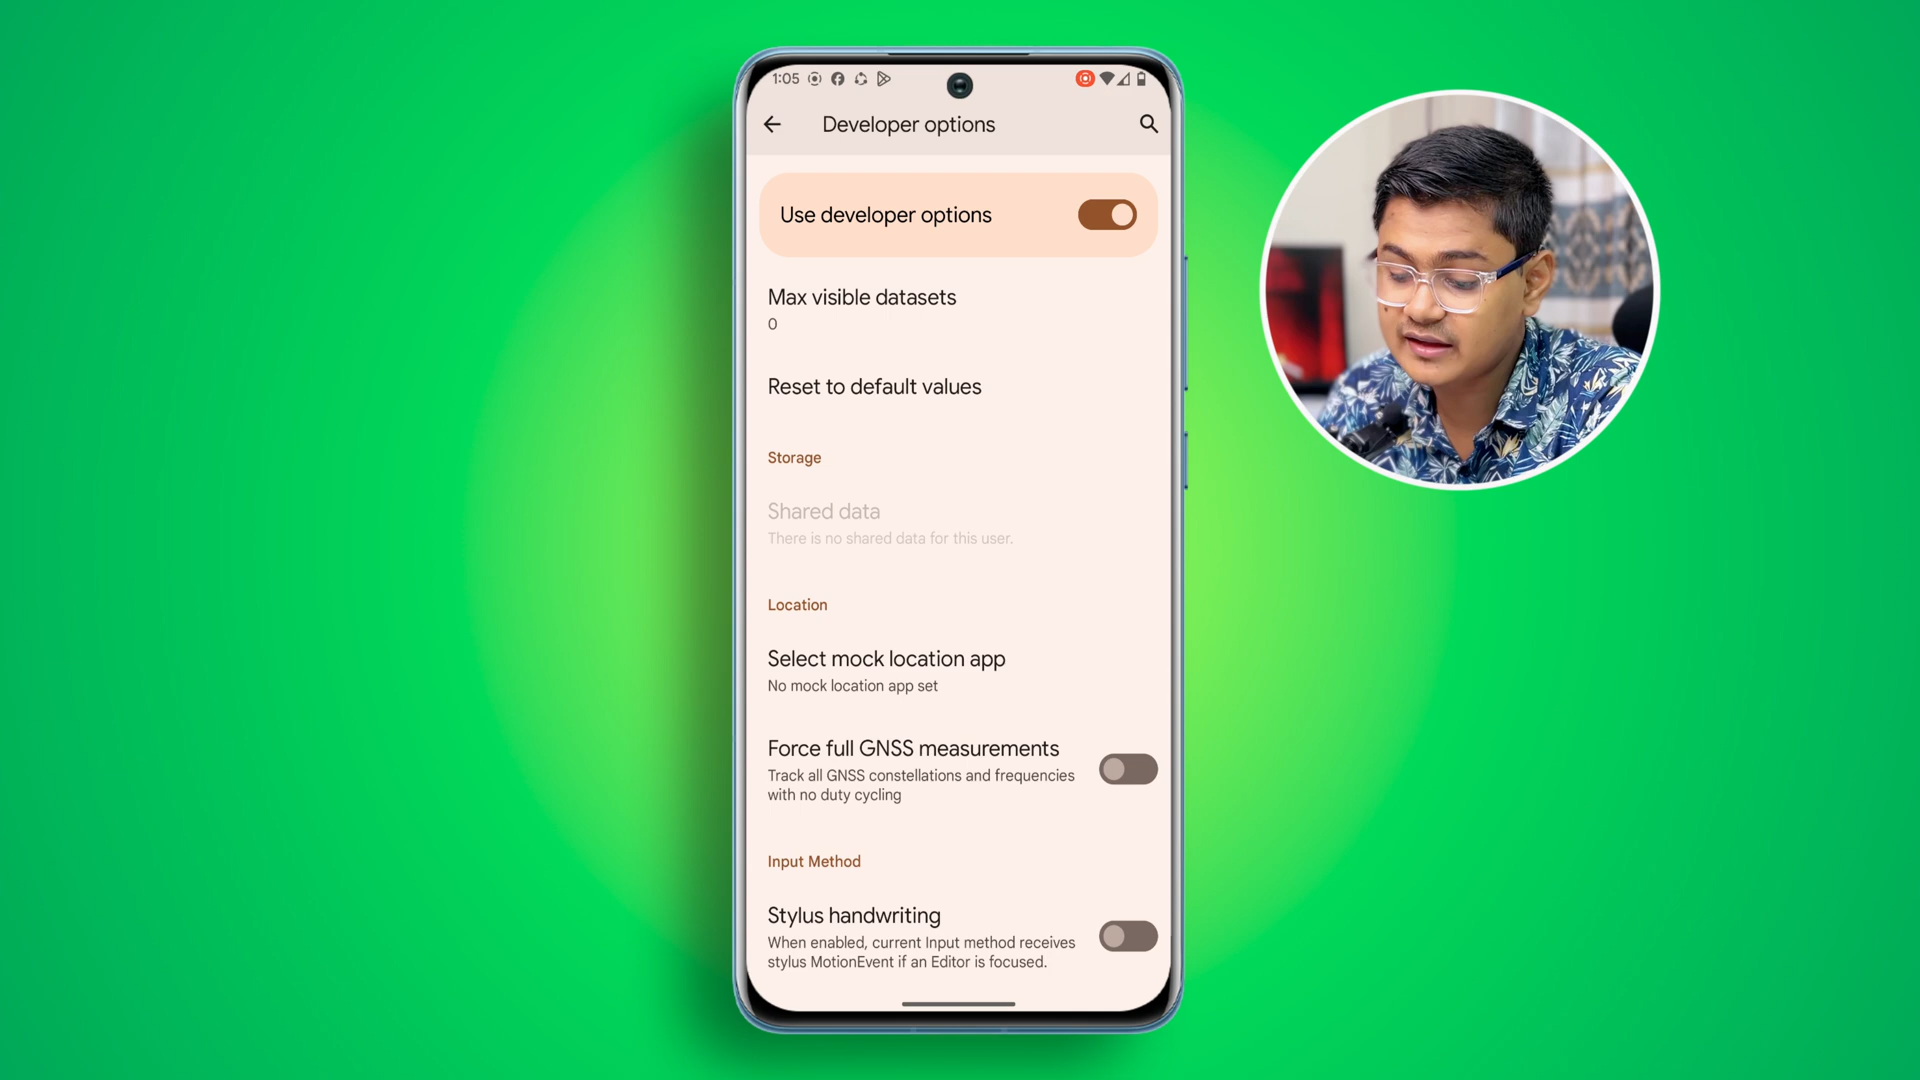 1:05
Developer options
Use developer options
Max visible datasets
0
Reset to default values
Storage
Shared data
There is no shared data for this user.
Location
Select mock location app
No mock location app set
Force full GNSS measurements
Track all GNSS constellations and frequencies
with no duty cycling
Input Method
Stylus handwriting
When enabled, current Input method receives
stylus MotionEvent if an Editor is focused.